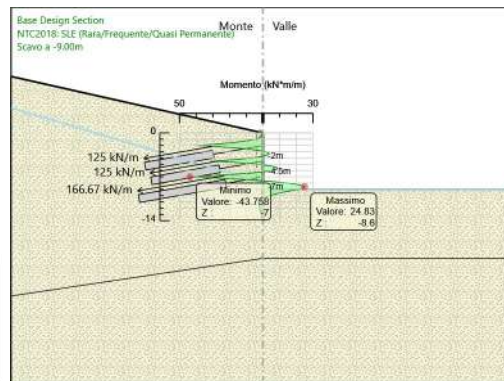 Base Design Section
NTC2018: SLE (Rara/Frequente/Quasi Permanente)
Scavo a -9.00m
Monte
Valle
Momento (kN*m/m)
50
30
0
125 kN/m
-2m
125 kN/m
-4.5m
166.67 kN/m
-7m
-14
Minimo
Valore: -43.758
Z -7
Massimo
Valore: 24.83
Z -8.6